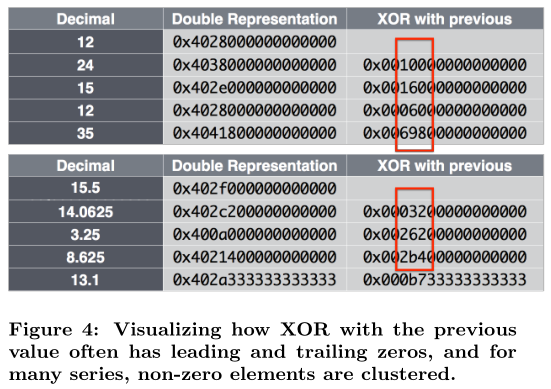 Decimal Double Representation XOR with previous
12 0x4028000000000000
24 0x4038000000000000 0x0010000000000000
15 0x402e000000000000 0x0016000000000000
12 0x4028000000000000 0x0006000000000000
35 0x4041800000000000 0x0069800000000000
Decimal Double Representation XOR with previous
15.5 0x402f000000000000
14.0625 0x402c200000000000 0x0003200000000000
3.25 0x400a000000000000 0x0026200000000000
8.625 0x4021400000000000 0x002b400000000000
13.1 0x402a333333333333 0x000b733333333333
Figure 4: Visualizing how XOR with the previous
value often has leading and trailing zeros, and for
many series, non-zero elements are clustered.